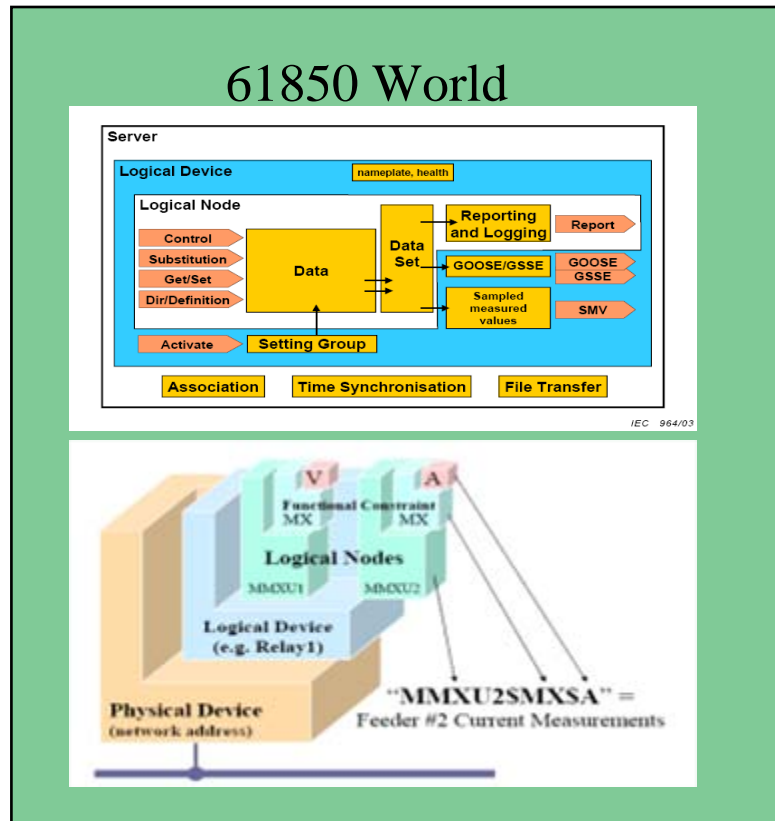 61850 World
Server
Logical Device
nameplate, health
Logical Node
Control
Substitution
Get/Set
Dir/Definition
Data
Data
Set
Reporting
and Logging
Report
GOOSE/GSSE
GOOSE
GSSE
Sampled
measured
values
SMV
Activate
Setting Group
Association
Time Synchronisation
File Transfer
IEC 964/03
V
A
Functional Constraint
MX
MX
Logical Nodes
MMXU1
MMXU2
Logical Device
(e.g. Relay1)
Physical Device
(network address)
“MMXU2$MX$A” =
Feeder #2 Current Measurements